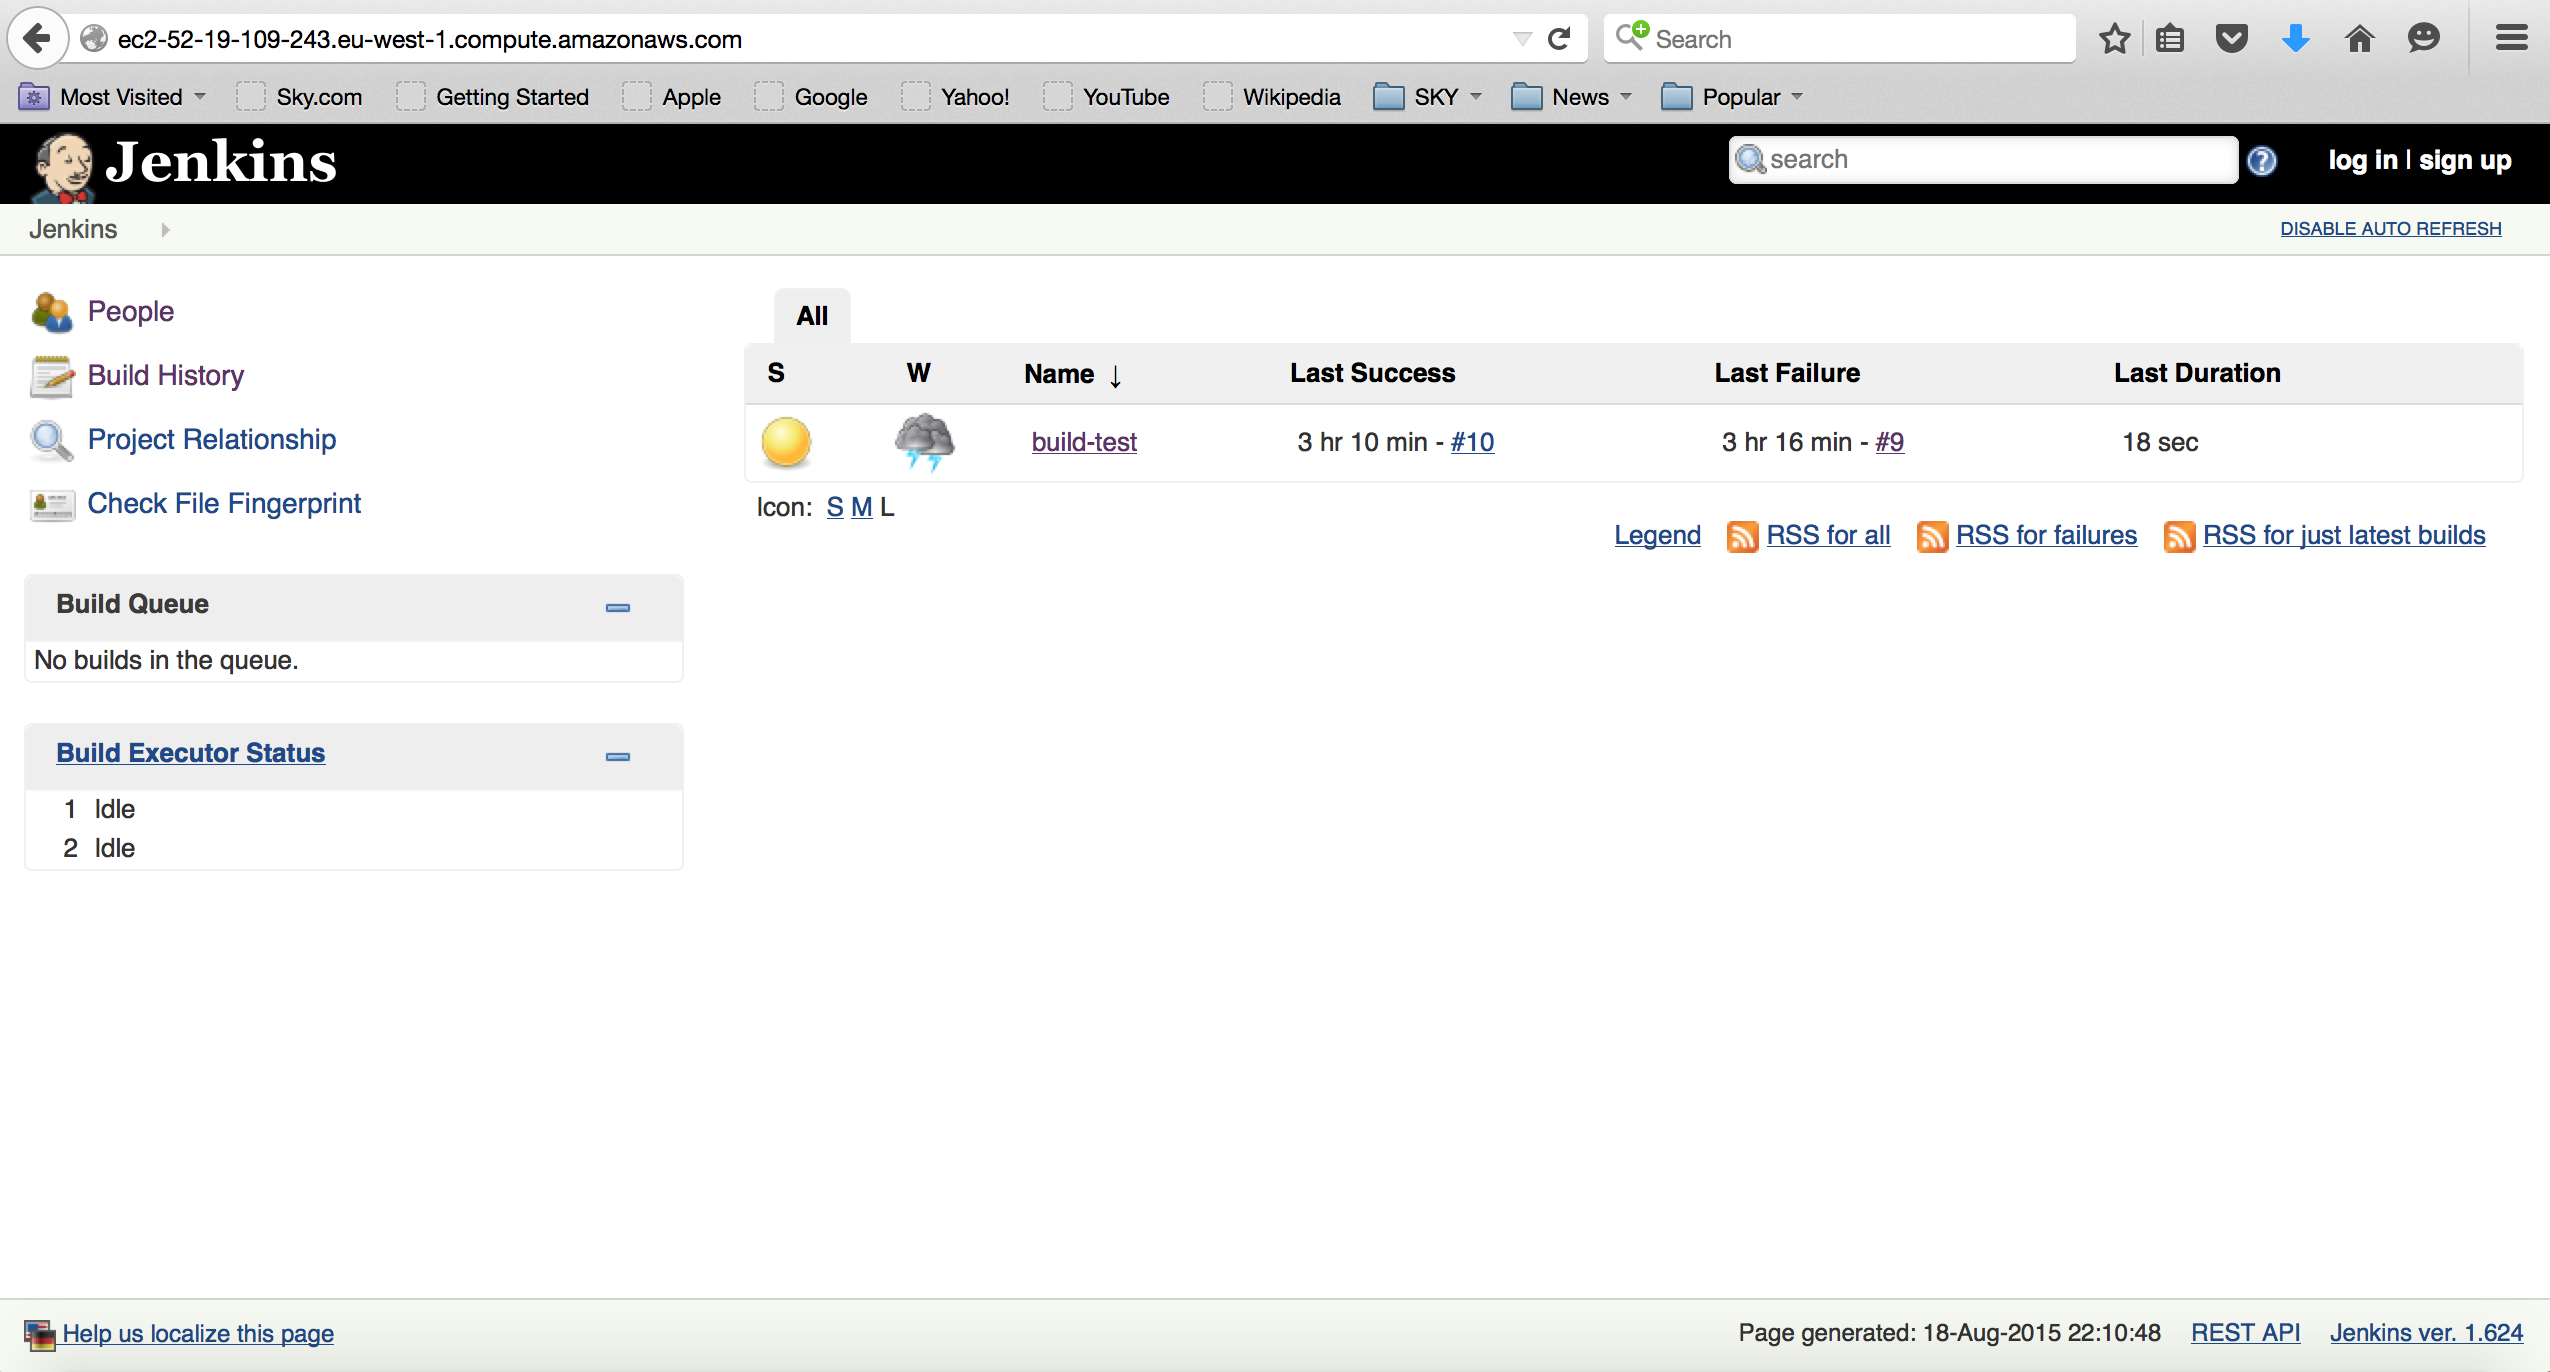 ec2-52-19-109-243.eu-west-1.compute.amazonaws.com Search
Most Visited Sky.com Getting Started Apple Google Yahoo! YouTube Wikipedia SKY News Popular
Jenkins search log in | sign up
Jenkins DISABLE AUTO REFRESH
People
Build History
Project Relationship
Check File Fingerprint
Build Queue
No builds in the queue.
Build Executor Status
1 Idle
2 Idle
All
S W Name ↓ Last Success Last Failure Last Duration
build-test 3 hr 10 min - #10 3 hr 16 min - #9 18 sec
Icon: S M L
Legend RSS for all RSS for failures RSS for just latest builds
Help us localize this page Page generated: 18-Aug-2015 22:10:48 REST API Jenkins ver. 1.624